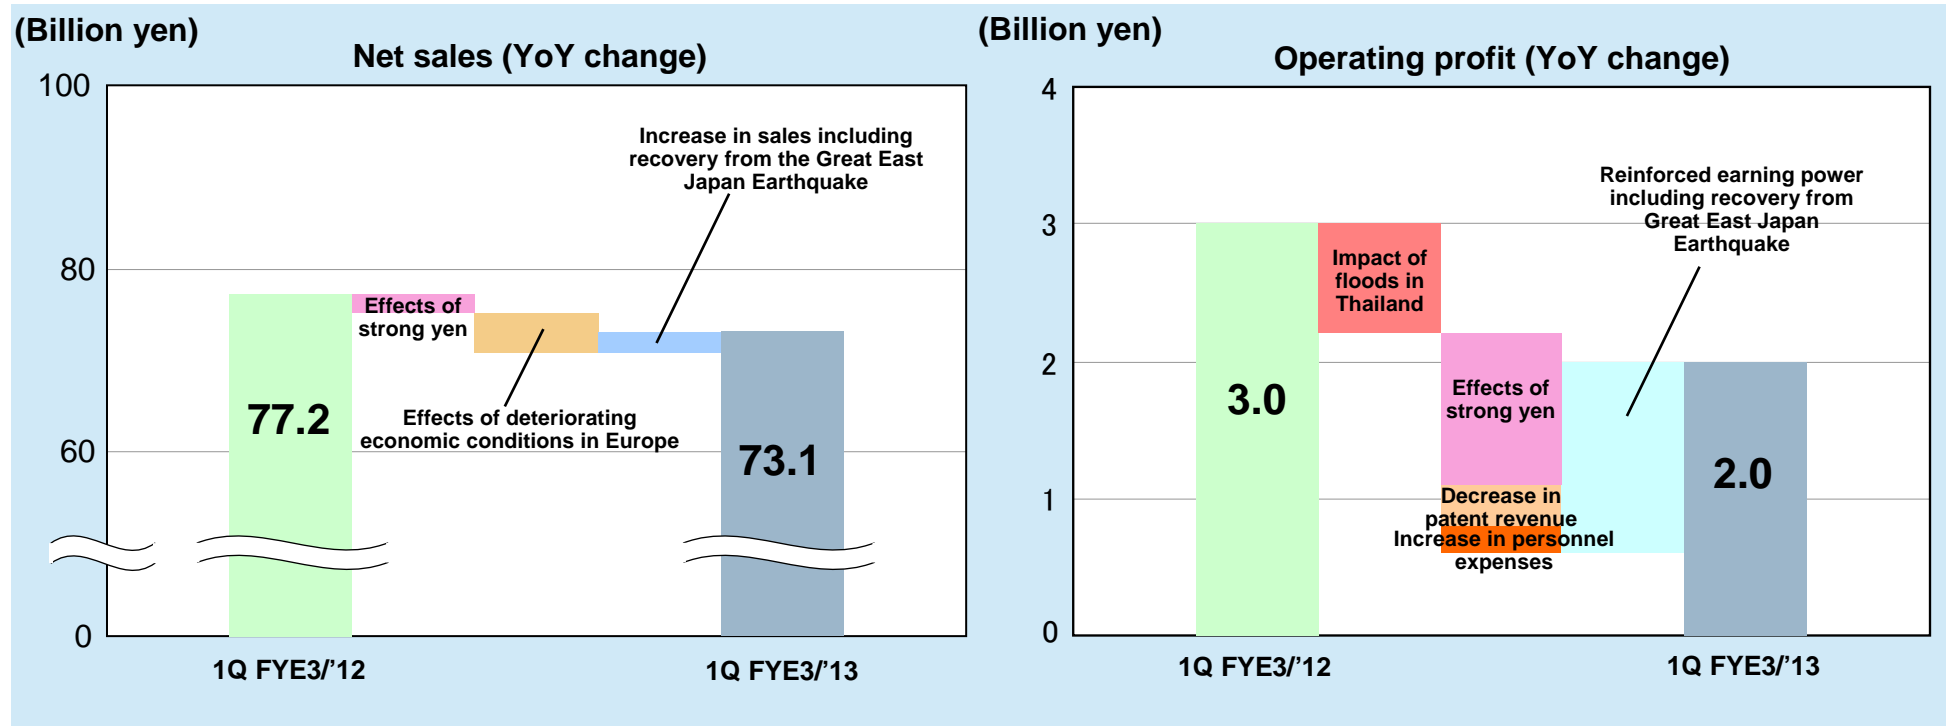 (Billion yen)
Net sales (YoY change)
100
80
60
0
Increase in sales including
recovery from the Great East
Japan Earthquake
Effects of
strong yen
77.2
Effects of deteriorating
economic conditions in Europe
73.1
1Q FYE3/’12
1Q FYE3/’13
(Billion yen)
Operating profit (YoY change)
4
3
2
1
0
Reinforced earning power
including recovery from
Great East Japan
Earthquake
Impact of
floods in
Thailand
3.0
Effects of
strong yen
2.0
Decrease in
patent revenue
Increase in personnel
expenses
1Q FYE3/’12
1Q FYE3/’13